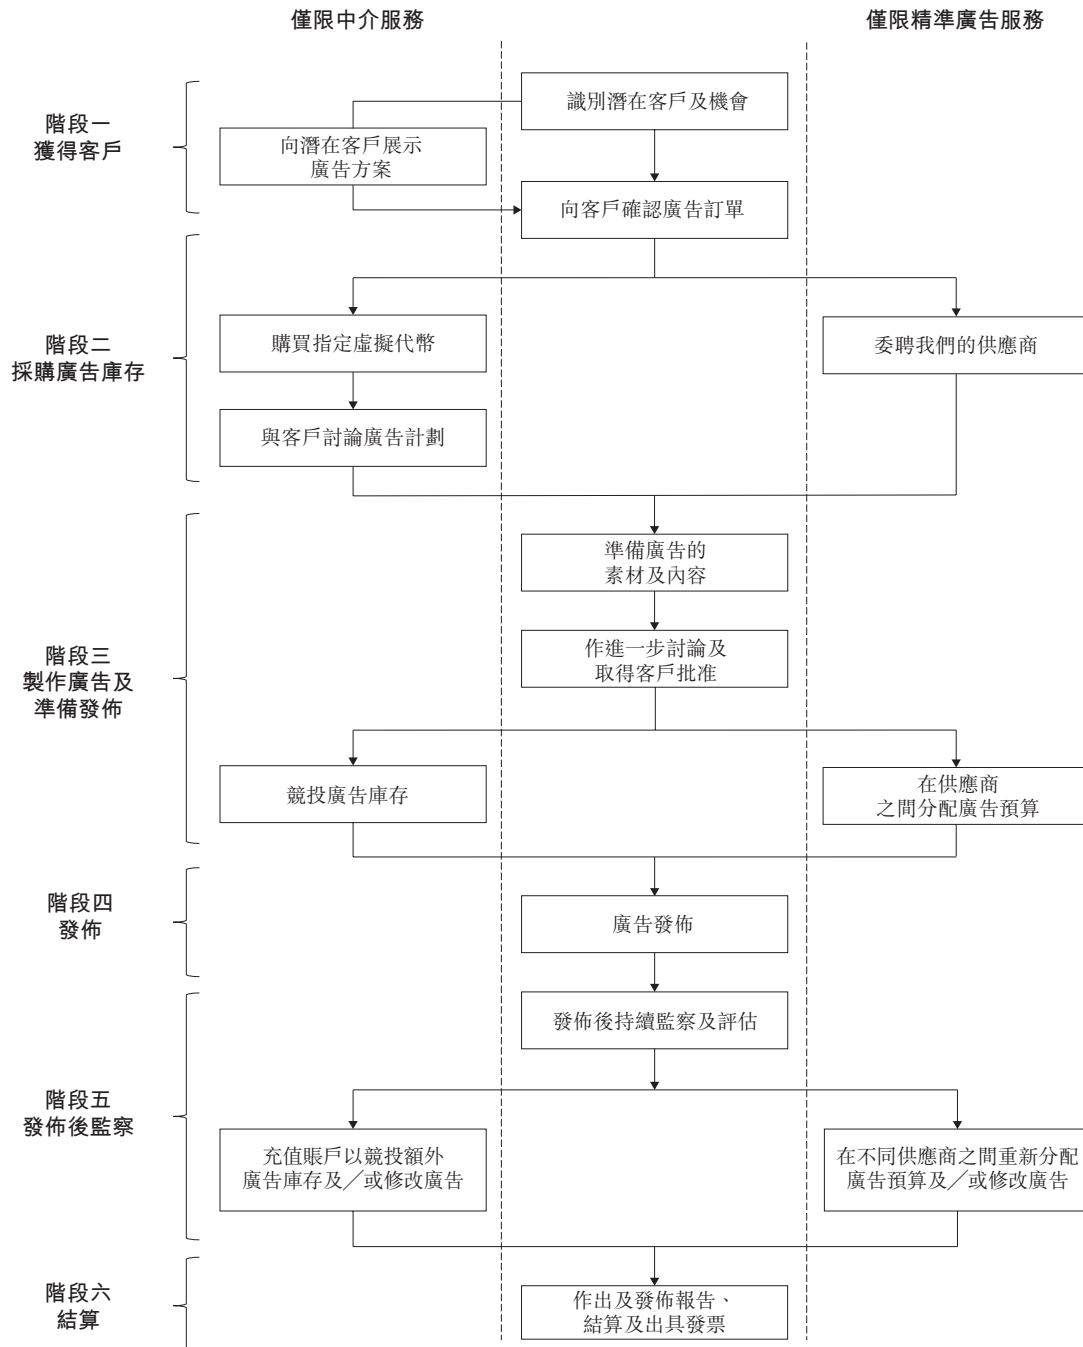 僅限中介服務
僅限精準廣告服務
階段一
獲得客戶
識別潛在客戶及機會
向潛在客戶展示
廣告方案
向客戶確認廣告訂單
階段二
採購廣告庫存
購買指定虛擬代幣
委聘我們的供應商
與客戶討論廣告計劃
階段三
製作廣告及
準備發佈
準備廣告的
素材及內容
作進一步討論及
取得客戶批准
競投廣告庫存
在供應商
之間分配廣告預算
階段四
發佈
廣告發佈
階段五
發佈後監察
發佈後持續監察及評估
充值賬戶以競投額外
廣告庫存及╱或修改廣告
在不同供應商之間重新分配
廣告預算及╱或修改廣告
階段六
結算
作出及發佈報告、
結算及出具發票